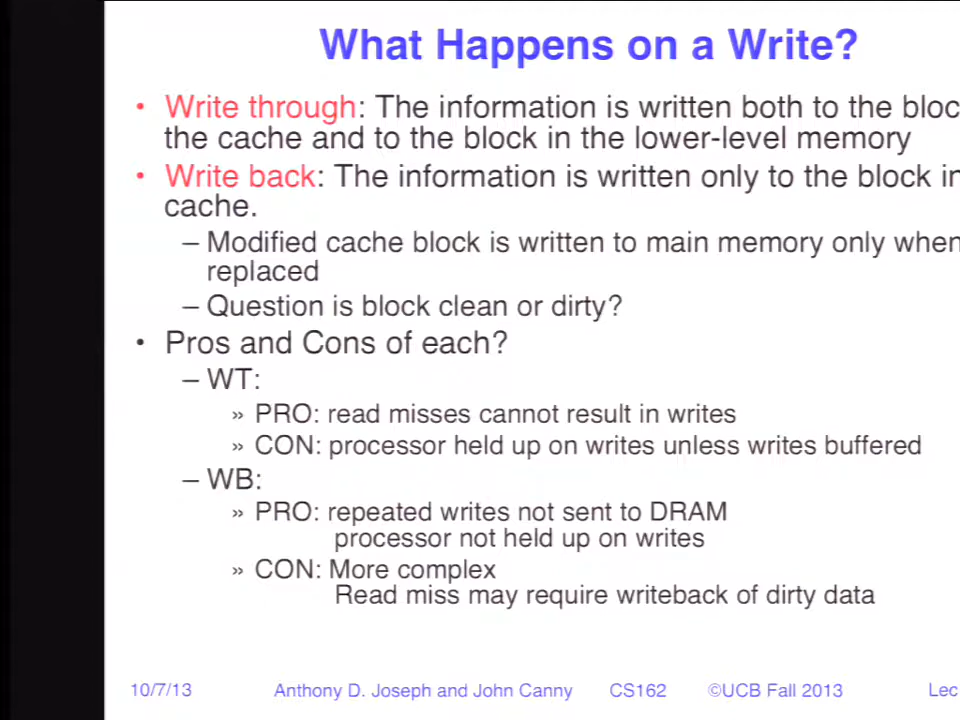 What Happens on a Write?
• Write through: The information is written both to the bloc
the cache and to the block in the lower-level memory
• Write back: The information is written only to the block in
cache.
– Modified cache block is written to main memory only when
replaced
– Question is block clean or dirty?
• Pros and Cons of each?
– WT:
» PRO: read misses cannot result in writes
» CON: processor held up on writes unless writes buffered
– WB:
» PRO: repeated writes not sent to DRAM
processor not held up on writes
» CON: More complex
Read miss may require writeback of dirty data
10/7/13 Anthony D. Joseph and John Canny CS162 ©UCB Fall 2013 Lec